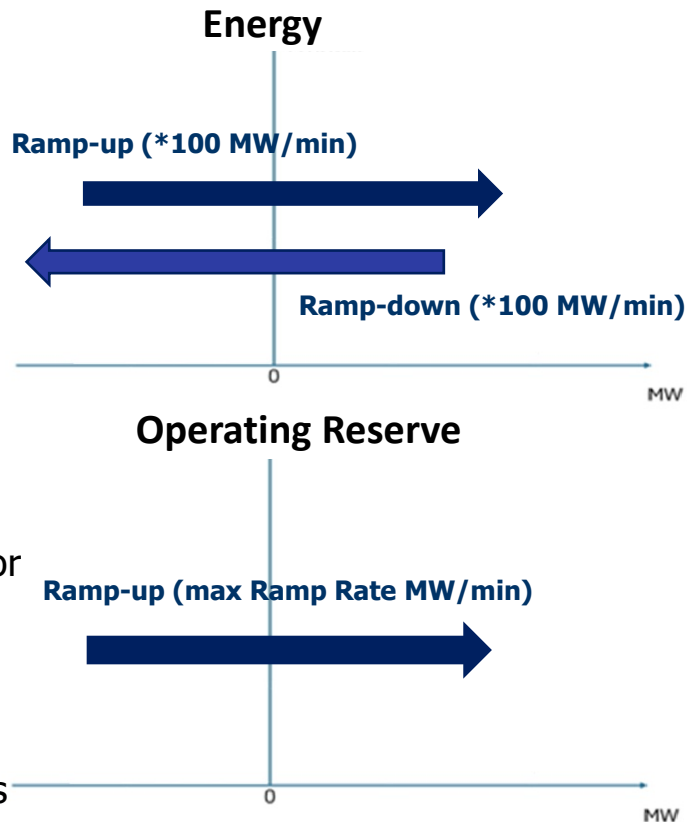 Energy
Ramp-up (*100 MW/min)
Ramp-down (*100 MW/min)
0
MW
Operating Reserve
or
Ramp-up (max Ramp Rate MW/min)
s
0
MW